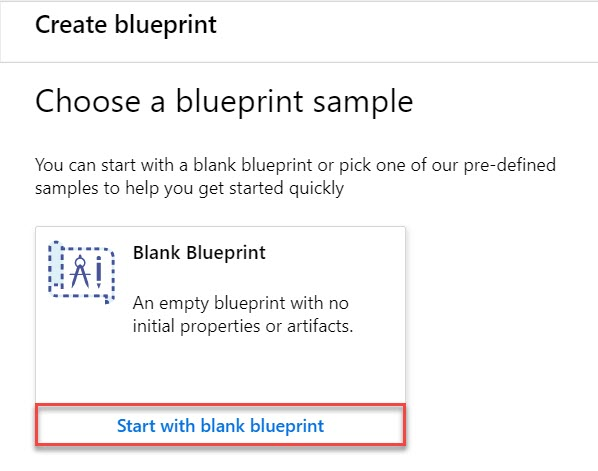 Create blueprint
Choose a blueprint sample
You can start with a blank blueprint or pick one of our pre-defined
samples to help you get started quickly
Blank Blueprint
An empty blueprint with no
initial properties or artifacts.
Start with blank blueprint